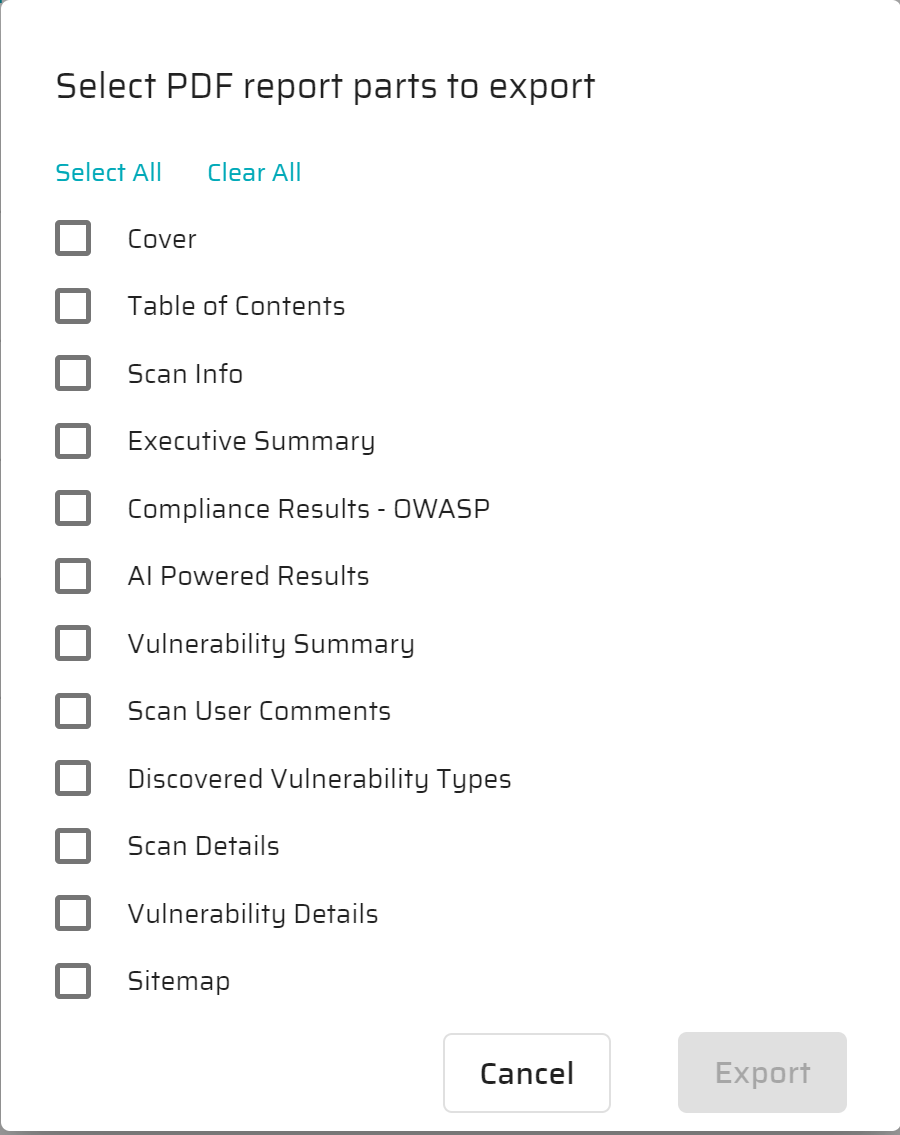 Select PDF report parts to export
Select All Clear All
Cover
Table of Contents
Scan Info
Executive Summary
Compliance Results - OWASP
AI Powered Results
Vulnerability Summary
Scan User Comments
Discovered Vulnerability Types
Scan Details
Vulnerability Details
Sitemap
Cancel Export